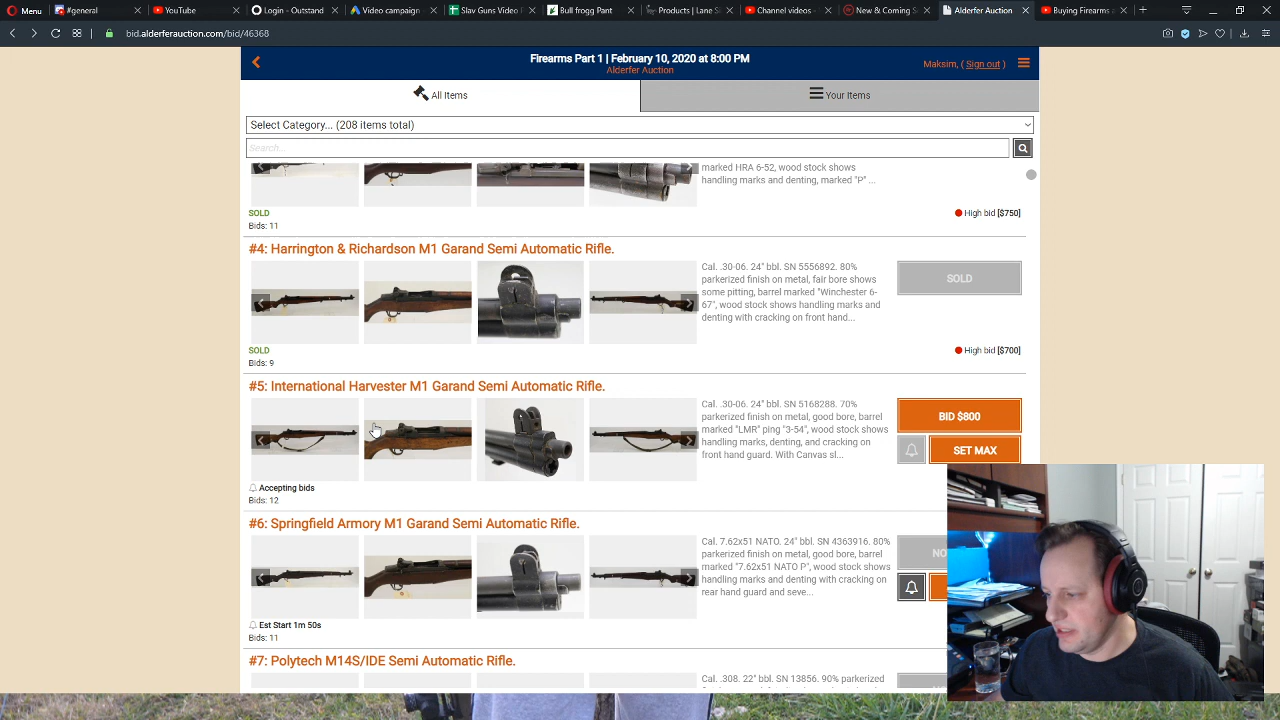 Menu
#general
YouTube
Login - Outstand
Video campaign
Slav Guns Video I
Bull frogg Pant
Products | Lane S
Channel videos -
New & Coming S
Alderfer Auction
Buying Firearms a
bid.alderferauction.com/bid/46368
Firearms Part 1 | February 10, 2020 at 8:00 PM
Alderfer Auction
Maksim, ( Sign out )
All Items
Your Items
Select Category... (208 items total)
Search...
marked HRA 6-52, wood stock shows
handling marks and denting, marked "P" ...
SOLD
Bids: 11
High bid [$750]
#4: Harrington & Richardson M1 Garand Semi Automatic Rifle.
Cal. .30-06. 24" bbl. SN 5556892. 80%
parkerized finish on metal, fair bore shows
some pitting, barrel marked "Winchester 6-
67", wood stock shows handling marks and
denting with cracking on front hand...
SOLD
SOLD
Bids: 9
High bid [$700]
#5: International Harvester M1 Garand Semi Automatic Rifle.
Cal. .30-06. 24" bbl. SN 5168288. 70%
parkerized finish on metal, good bore, barrel
marked "LMR" ping "3-54", wood stock shows
handling marks, denting, and cracking on
front hand guard. With Canvas sl...
BID $800
SET MAX
Accepting bids
Bids: 12
#6: Springfield Armory M1 Garand Semi Automatic Rifle.
Cal. 7.62x51 NATO. 24" bbl. SN 4363916. 80%
parkerized finish on metal, good bore, barrel
marked "7.62x51 NATO P", wood stock shows
handling marks and denting with cracking on
rear hand guard and seve...
NO
Est Start 1m 50s
Bids: 11
#7: Polytech M14S/IDE Semi Automatic Rifle.
Cal. .308. 22" bbl. SN 13856. 90% parkerized